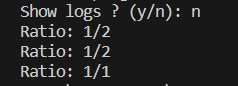 Show logs ? (y/n): n
Ratio: 1/2
Ratio: 1/2
Ratio: 1/1